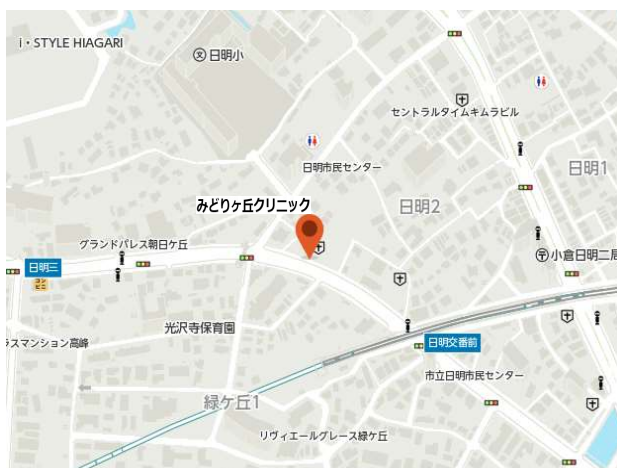 i・STYLE HIAGARI
日明小
セントラルタイムキムラビル
日明市民センター
日明1
みどりヶ丘クリニック
日明2
グランドパレス朝日ケ丘
小倉日明二局
日明三
コンビニ
光沢寺保育園
ラスマンション高峰
日明交番前
市立日明市民センター
緑ケ丘1
リヴィエールグレース緑ケ丘